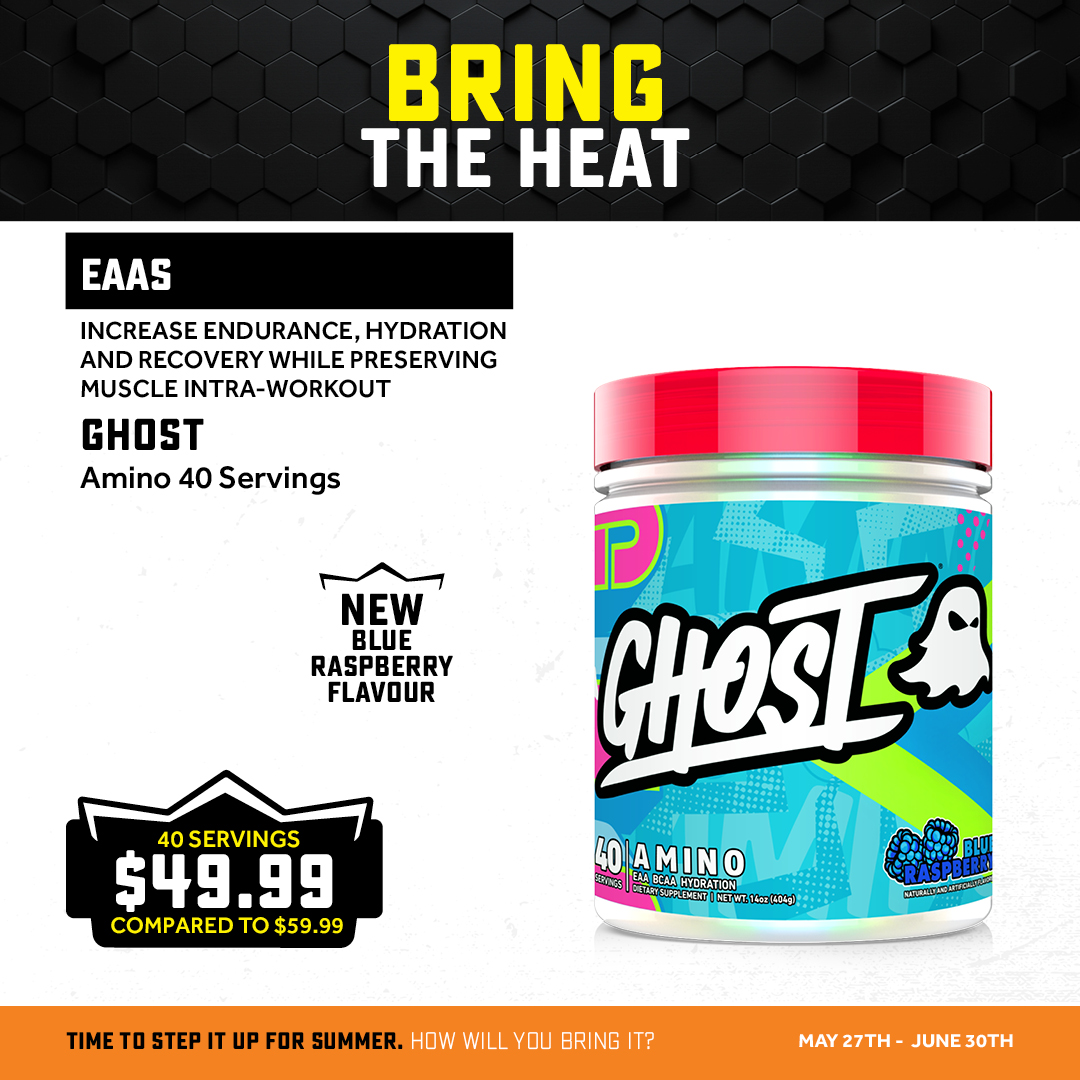 BRING
THE HEAT
EAAS
INCREASE ENDURANCE, HYDRATION
AND RECOVERY WHILE PRESERVING
MUSCLE INTRA-WORKOUT
GHOST
Amino 40 Servings
NEW
BLUE
RASPBERRY
FLAVOUR
40 SERVINGS
$49.99
COMPARED TO $59.99
GHOST
40
SERVINGS
AMINO
EAA BCAA HYDRATION
DIETARY SUPPLEMENT | NET WT. 14oz (404g)
BLUE
RASPBERRY
NATURALLY AND ARTIFICIALLY
TIME TO STEP IT UP FOR SUMMER. HOW WILL YOU BRING IT?
MAY 27TH - JUNE 30TH